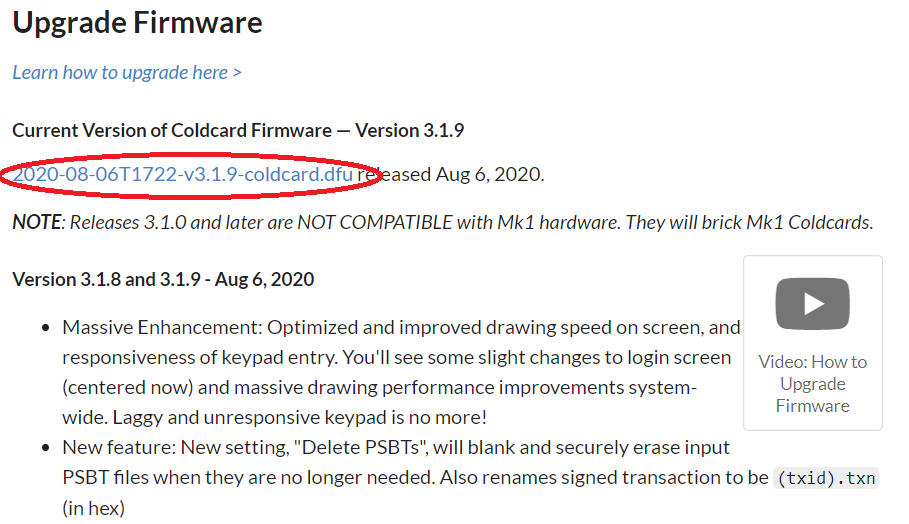 Upgrade Firmware
Learn how to upgrade here >
Current Version of Coldcard Firmware — Version 3.1.9
2020-08-06T1722-v3.1.9-coldcard.dfu released Aug 6, 2020.
NOTE: Releases 3.1.0 and later are NOT COMPATIBLE with Mk1 hardware. They will brick Mk1 Coldcards.
Version 3.1.8 and 3.1.9 - Aug 6, 2020
• Massive Enhancement: Optimized and improved drawing speed on screen, and
responsiveness of keypad entry. You'll see some slight changes to login screen
(centered now) and massive drawing performance improvements system-
wide. Laggy and unresponsive keypad is no more!
• New feature: New setting, "Delete PSBTs", will blank and securely erase input
PSBT files when they are no longer needed. Also renames signed transaction to be (txid).txn
(in hex)
Video: How to
Upgrade
Firmware